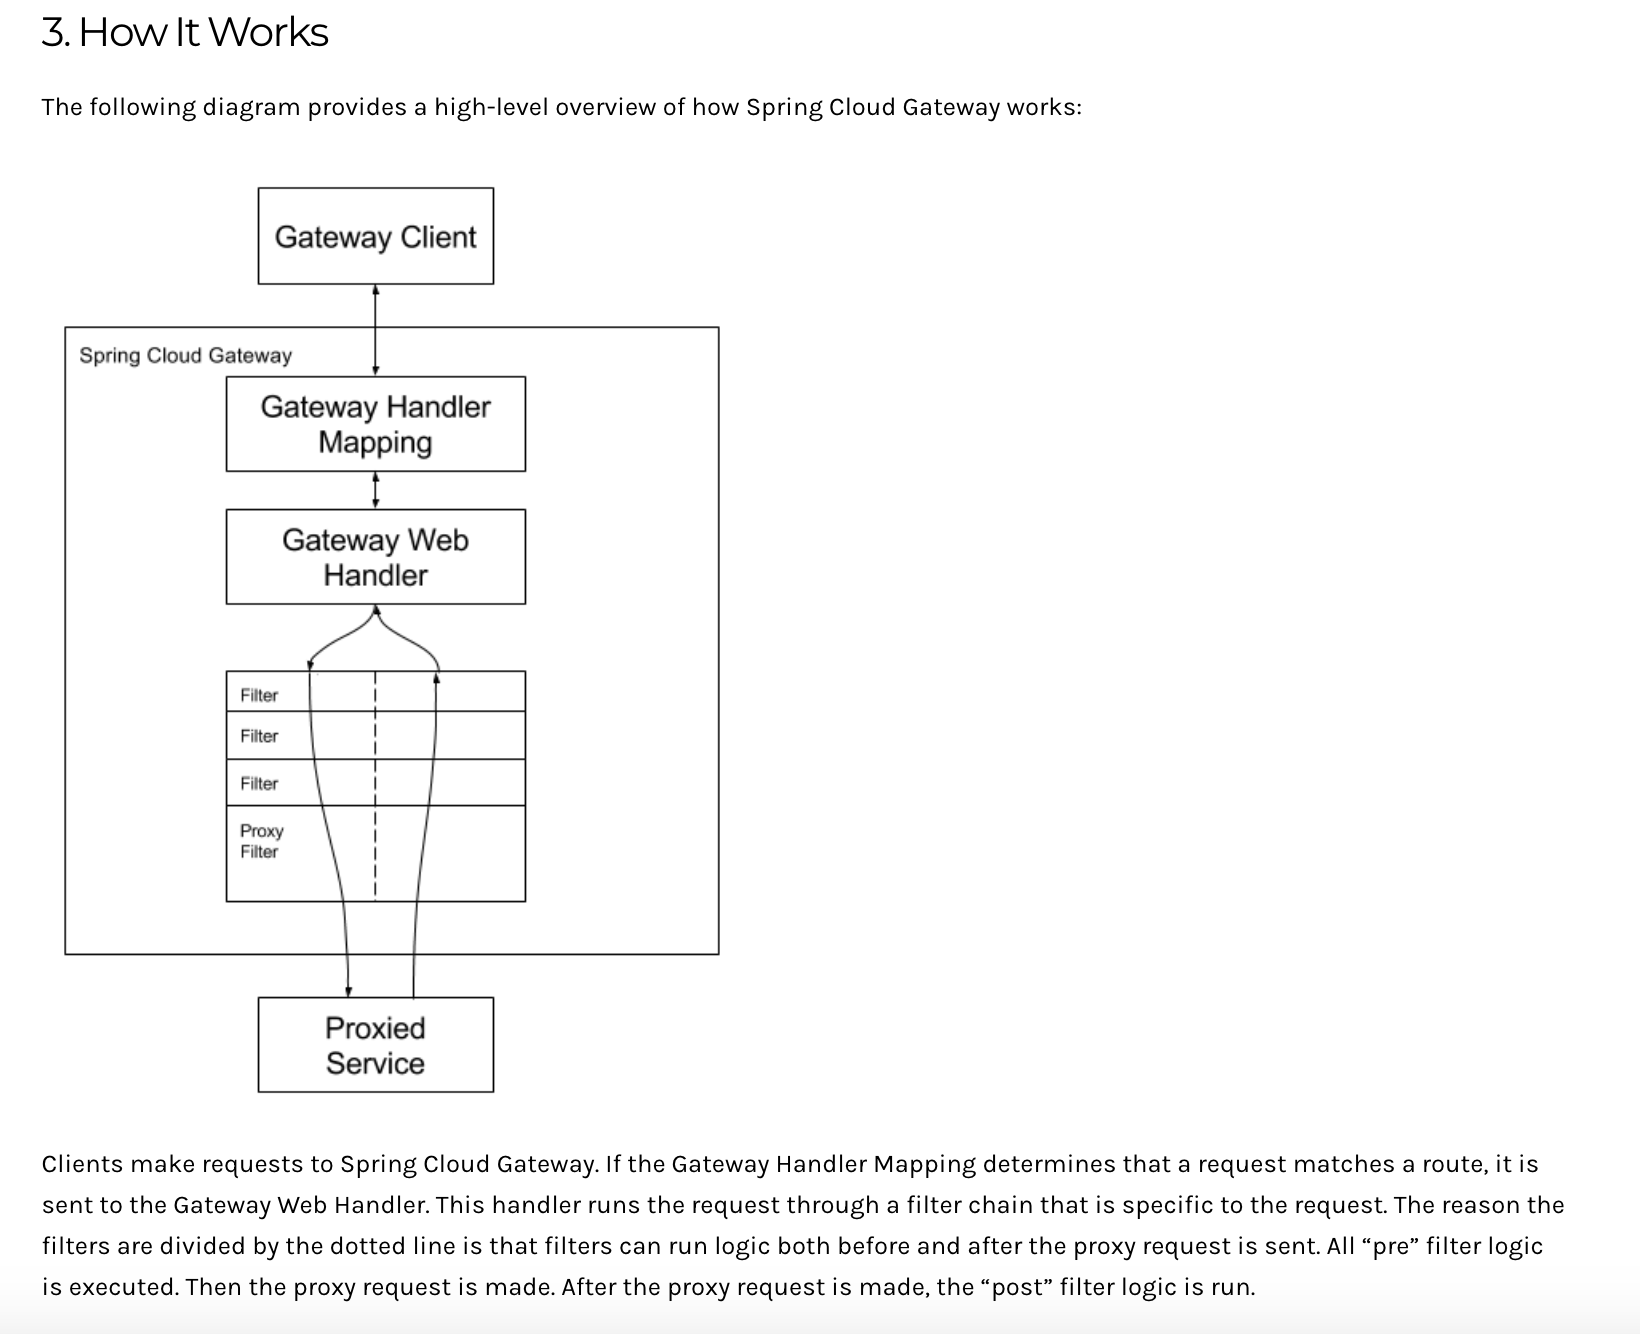 3. How It Works
The following diagram provides a high-level overview of how Spring Cloud Gateway works:
Gateway Client
Spring Cloud Gateway
Gateway Handler
Mapping
Gateway Web
Handler
Filter
Filter
Filter
Proxy
Filter
Proxied
Service
Clients make requests to Spring Cloud Gateway. If the Gateway Handler Mapping determines that a request matches a route, it is
sent to the Gateway Web Handler. This handler runs the request through a filter chain that is specific to the request. The reason the
filters are divided by the dotted line is that filters can run logic both before and after the proxy request is sent. All “pre” filter logic
is executed. Then the proxy request is made. After the proxy request is made, the “post” filter logic is run.